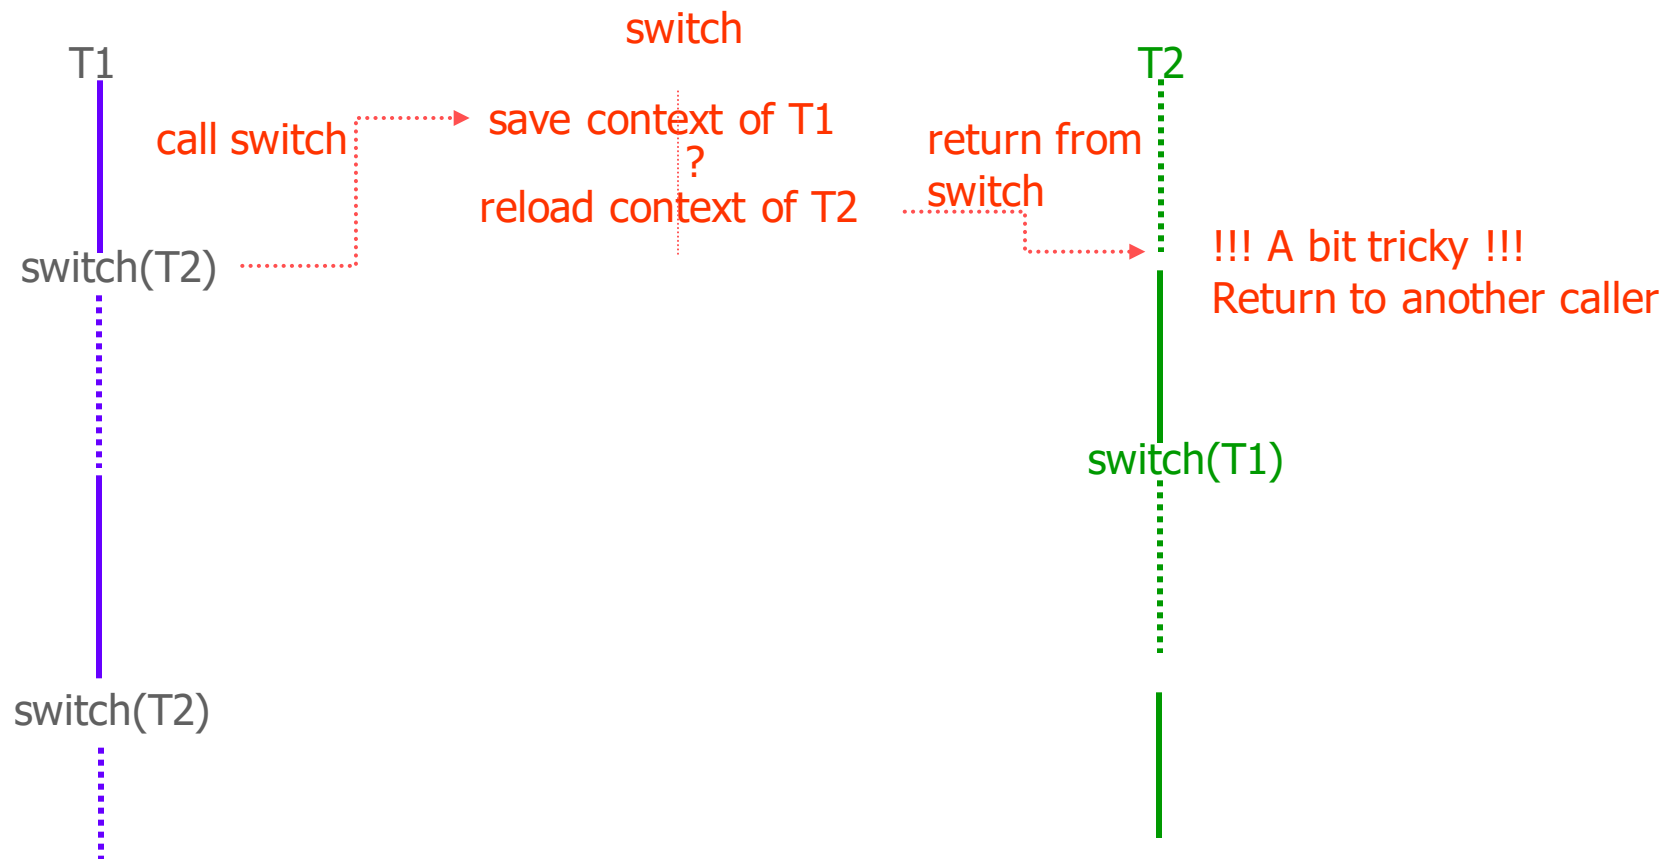 switch
T1
T2
call switch
save context of T1
?
reload context of T2
return from
switch
switch(T2)
!!! A bit tricky !!!
Return to another caller
switch(T1)
switch(T2)